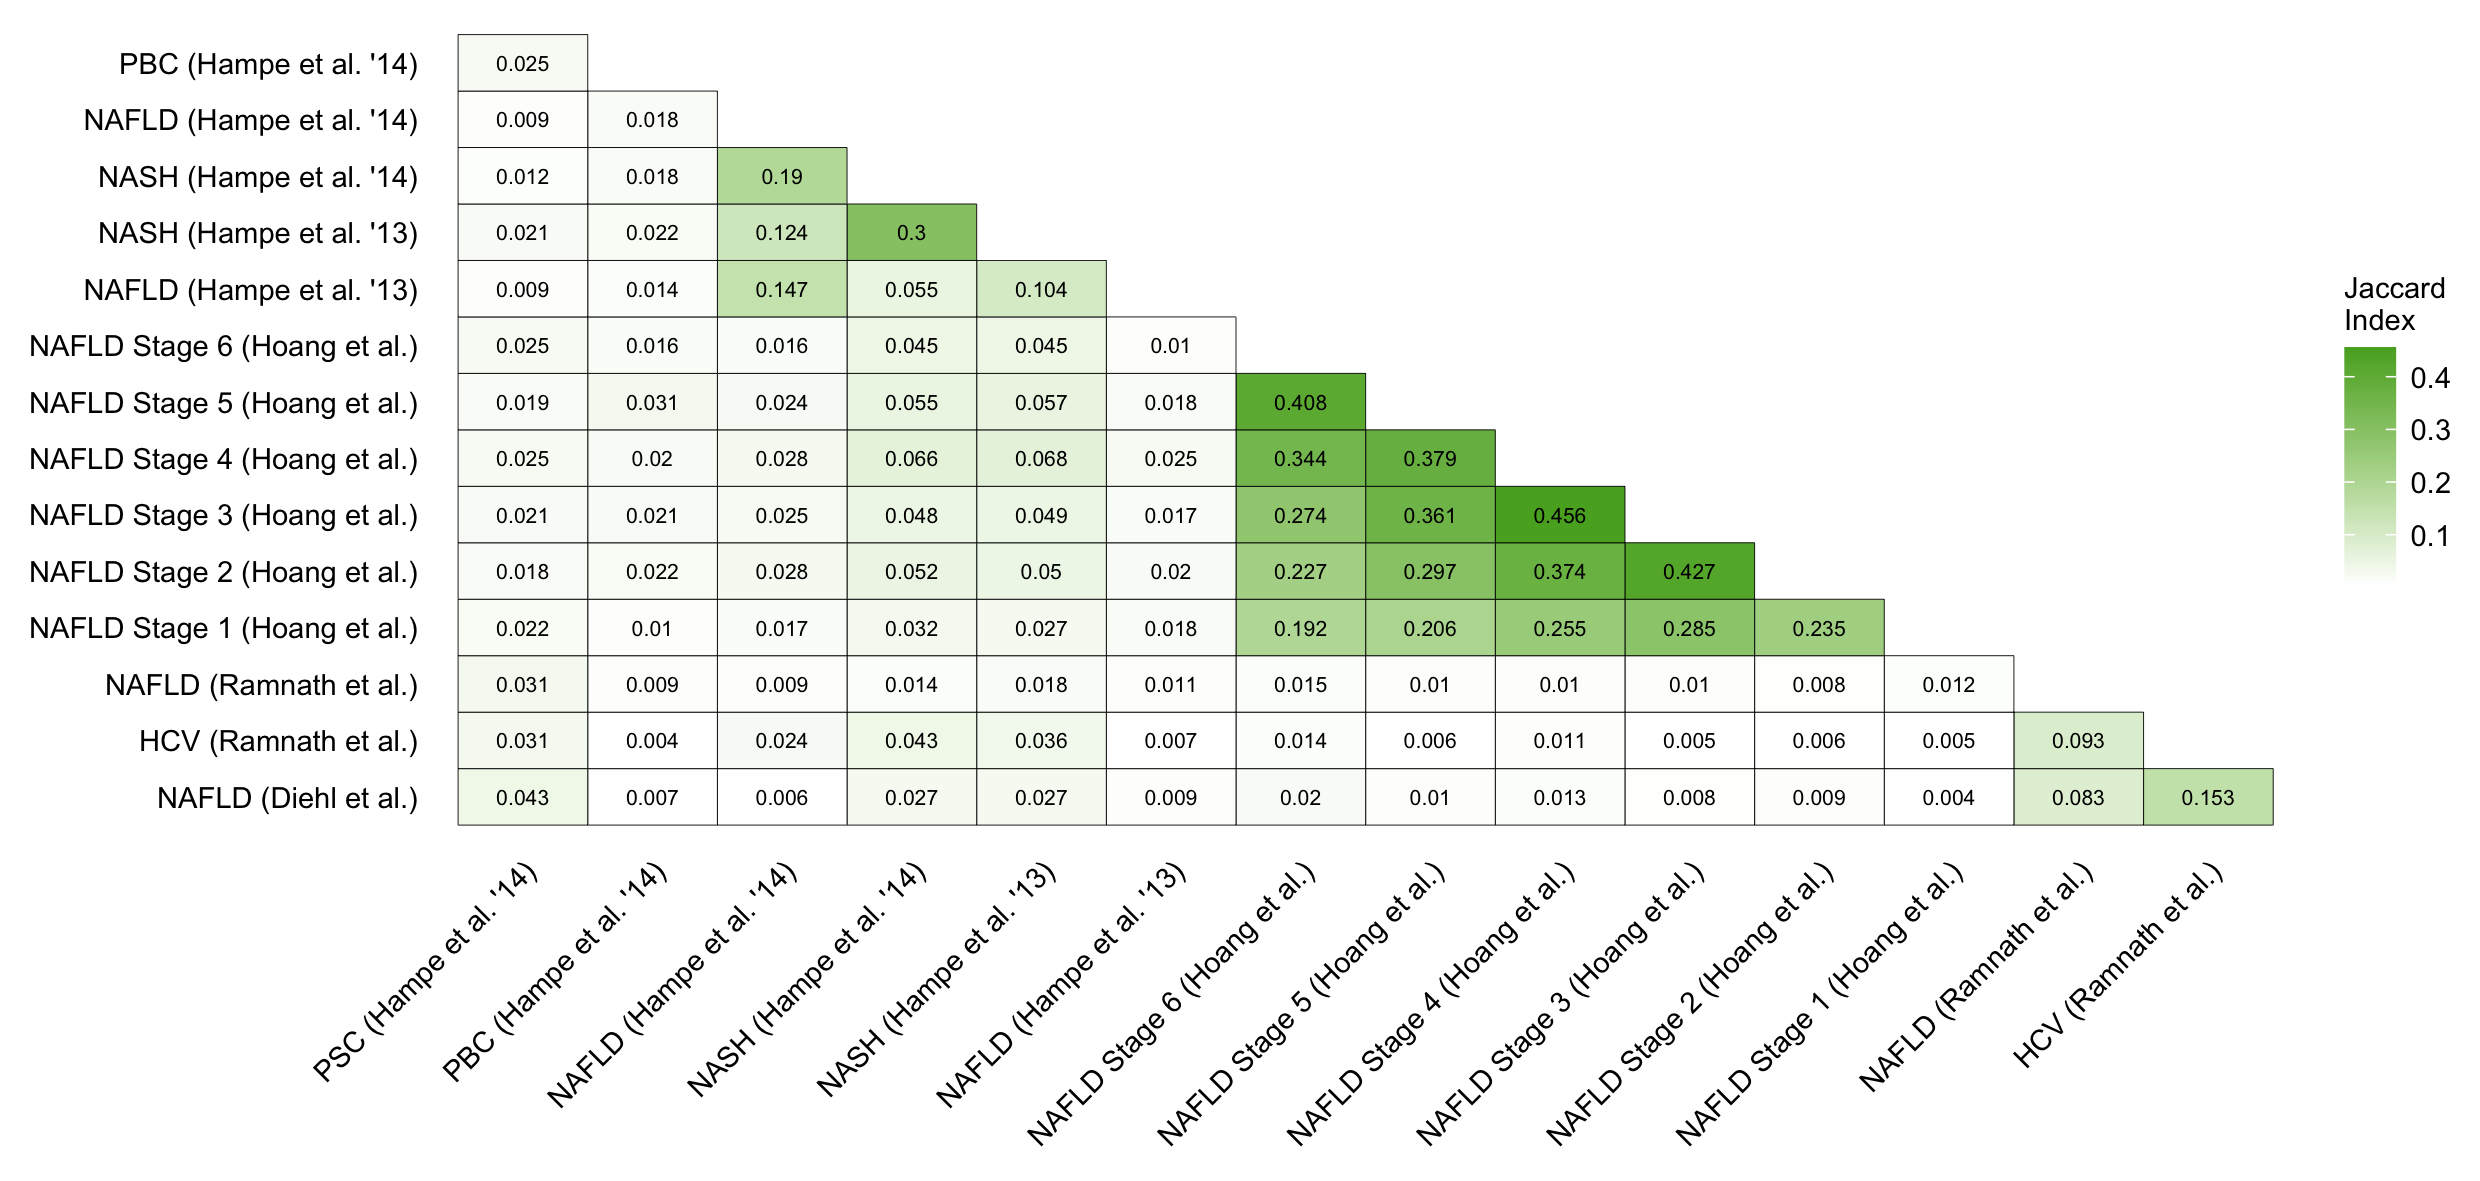 PBC (Hampe et al. '14) 0.025
NAFLD (Hampe et al. '14) 0.009 0.018
NASH (Hampe et al. '14) 0.012 0.018 0.19
NASH (Hampe et al. '13) 0.021 0.022 0.124 0.3
NAFLD (Hampe et al. '13) 0.009 0.014 0.147 0.055 0.104
NAFLD Stage 6 (Hoang et al.) 0.025 0.016 0.016 0.045 0.045 0.01
NAFLD Stage 5 (Hoang et al.) 0.019 0.031 0.024 0.055 0.057 0.018 0.408
NAFLD Stage 4 (Hoang et al.) 0.025 0.02 0.028 0.066 0.068 0.025 0.344 0.379
NAFLD Stage 3 (Hoang et al.) 0.021 0.021 0.025 0.048 0.049 0.017 0.274 0.361 0.456
NAFLD Stage 2 (Hoang et al.) 0.018 0.022 0.028 0.052 0.05 0.02 0.227 0.297 0.374 0.427
NAFLD Stage 1 (Hoang et al.) 0.022 0.01 0.017 0.032 0.027 0.018 0.192 0.206 0.255 0.285 0.235
NAFLD (Ramnath et al.) 0.031 0.009 0.009 0.014 0.018 0.011 0.015 0.01 0.01 0.01 0.008 0.012
HCV (Ramnath et al.) 0.031 0.004 0.024 0.043 0.036 0.007 0.014 0.006 0.011 0.005 0.006 0.005 0.093
NAFLD (Diehl et al.) 0.043 0.007 0.006 0.027 0.027 0.009 0.02 0.01 0.013 0.008 0.009 0.004 0.083 0.153
PSC (Hampe et al. '14)
PBC (Hampe et al. '14)
NAFLD (Hampe et al. '14)
NASH (Hampe et al. '14)
NASH (Hampe et al. '13)
NAFLD (Hampe et al. '13)
NAFLD Stage 6 (Hoang et al.)
NAFLD Stage 5 (Hoang et al.)
NAFLD Stage 4 (Hoang et al.)
NAFLD Stage 3 (Hoang et al.)
NAFLD Stage 2 (Hoang et al.)
NAFLD Stage 1 (Hoang et al.)
NAFLD (Ramnath et al.)
HCV (Ramnath et al.)
Jaccard
Index
0.4
0.3
0.2
0.1